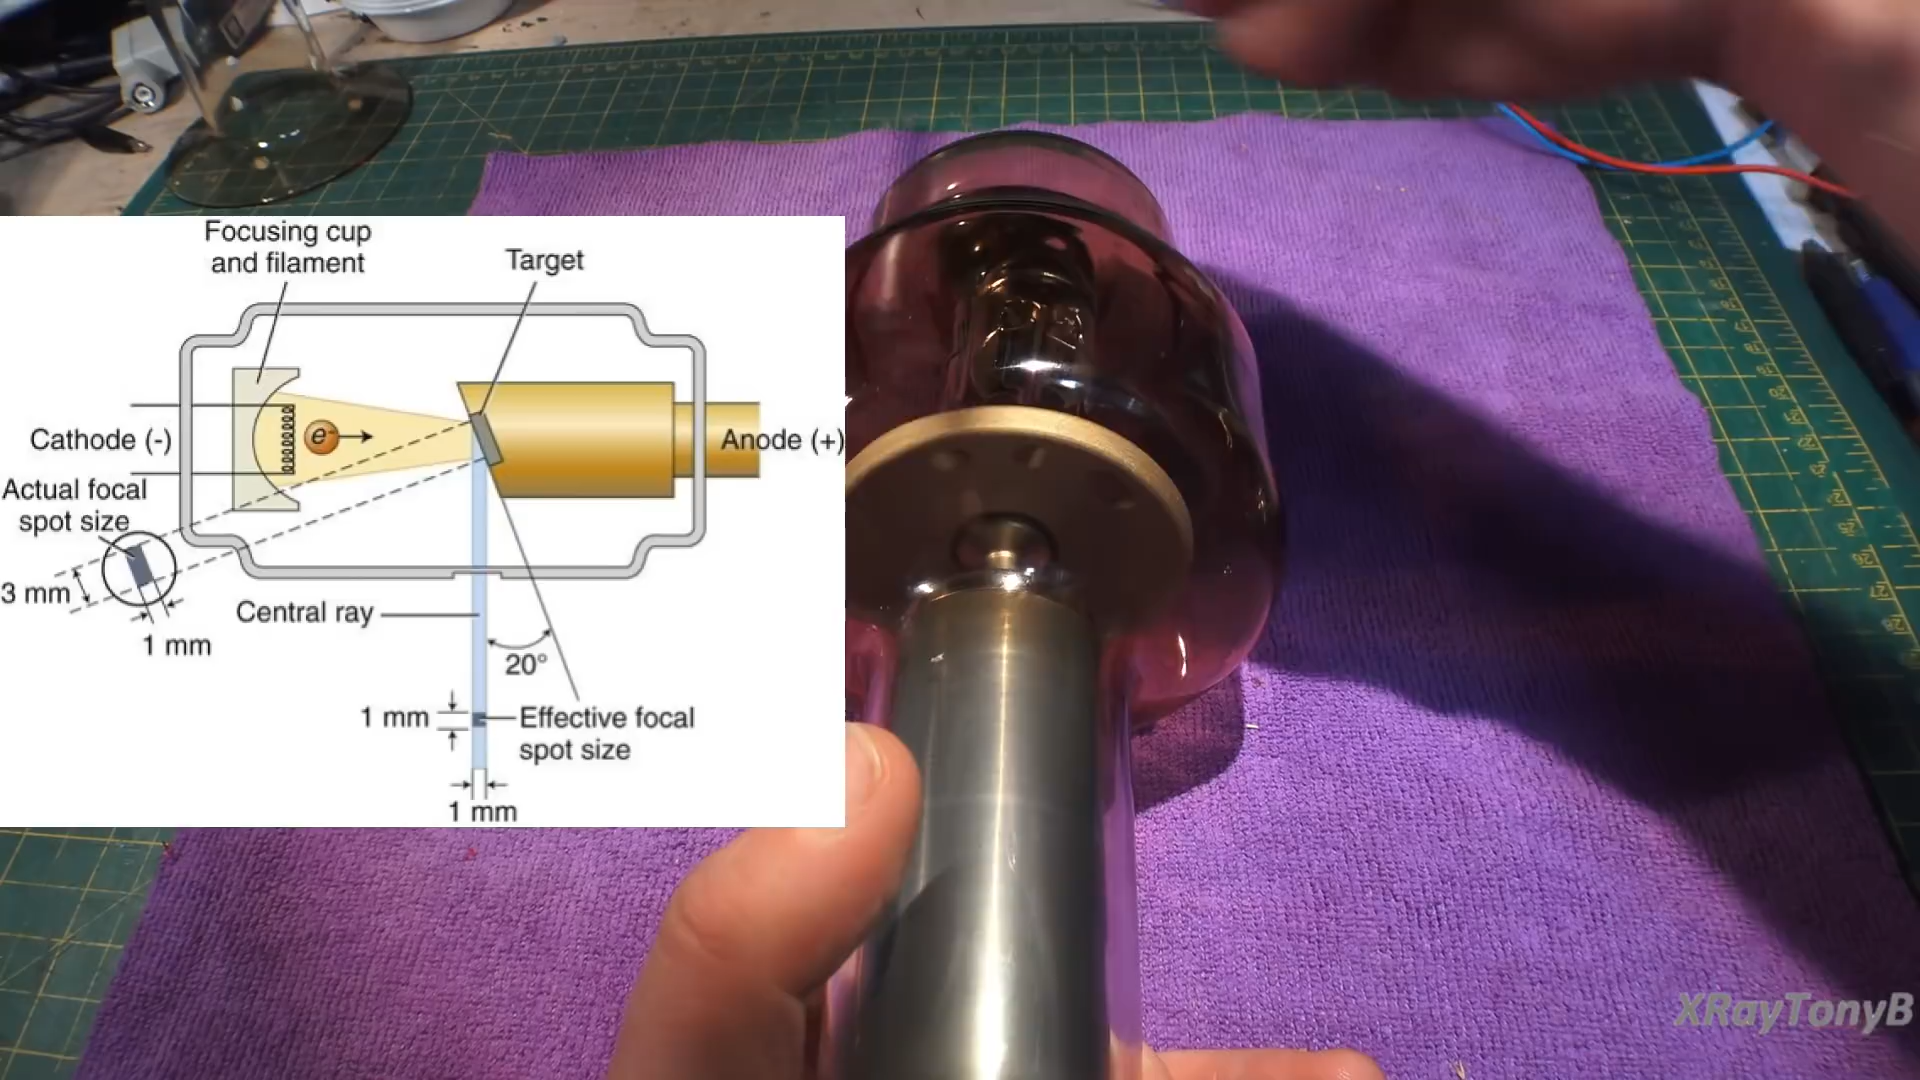 Focusing cup
and filament
Target
Cathode (-)
e-
Anode (+)
Actual focal
spot size
3 mm
1 mm
Central ray
20°
1 mm
Effective focal
spot size
1 mm
XRayTonyB